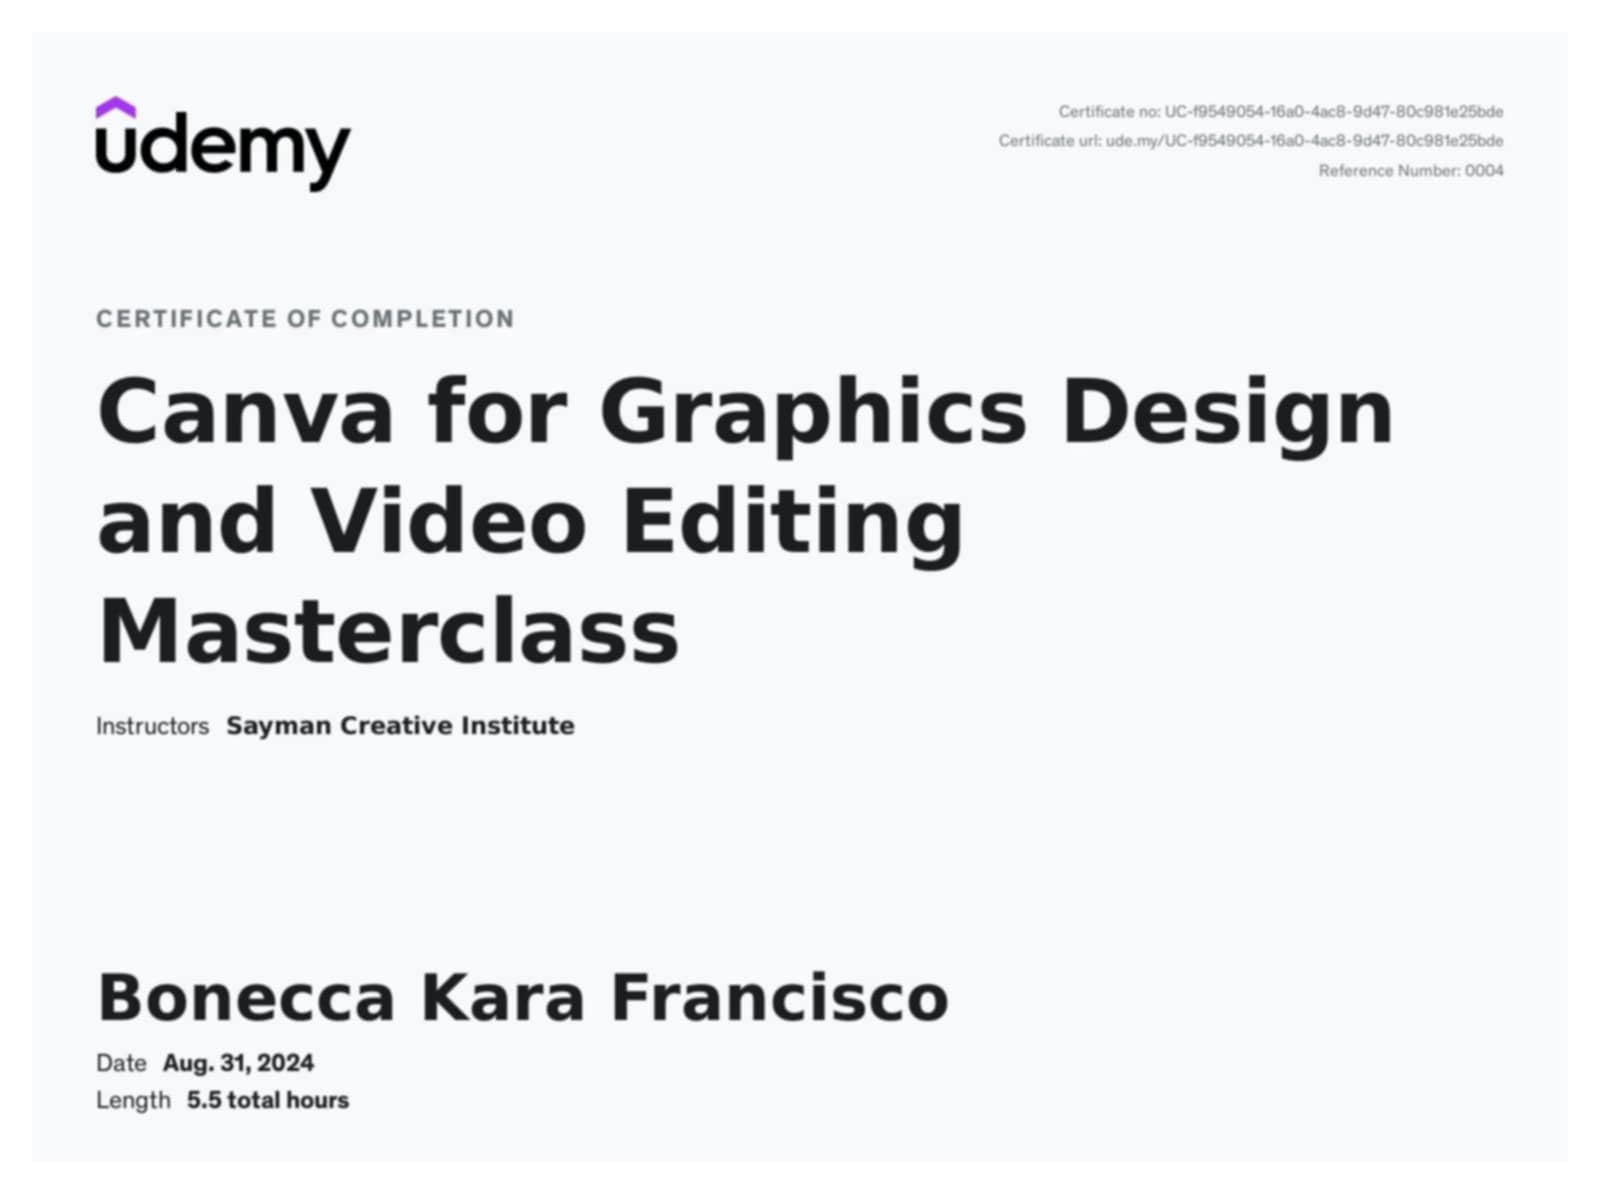 udemy
Certificate no: UC-f9549054-16a0-4ac8-9d47-80c981e25bde
Certificate url: ude.my/UC-f9549054-16a0-4ac8-9d47-80c981e25bde
Reference Number: 0004
CERTIFICATE OF COMPLETION
Canva for Graphics Design
and Video Editing
Masterclass
Instructors Sayman Creative Institute
Bonecca Kara Francisco
Date Aug. 31, 2024
Length 5.5 total hours